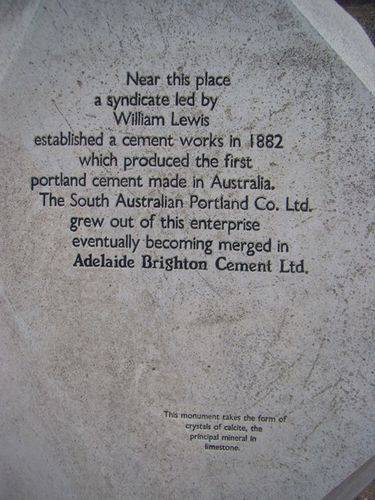 Near this place
a syndicate led by
William Lewis
established a cement works in 1882
which produced the first
portland cement made in Australia.
The South Australian Portland Co. Ltd.
grew out of this enterprise
eventually becoming merged in
Adelaide Brighton Cement Ltd.
This monument takes the form of
crystals of calcite, the
principal mineral in
limestone.